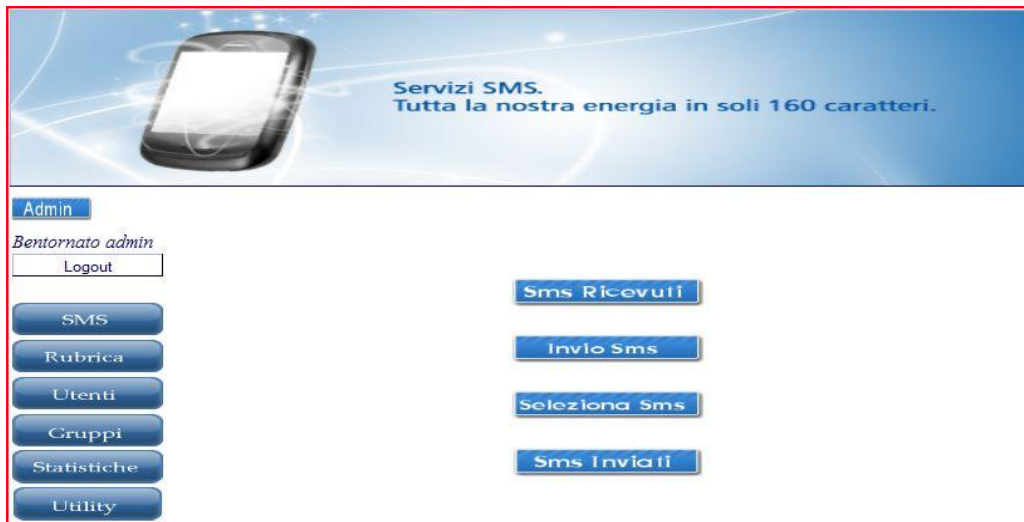 Servizi SMS.
Tutta la nostra energia in soli 160 caratteri.
Admin
Bentornato admin
Logout
SMS
Rubrica
Utenti
Gruppi
Statistiche
Utility
Sms Ricevuti
Invio Sms
Seleziona Sms
Sms Inviati